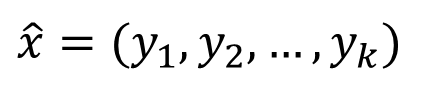 x̂ = (y₁, y₂, …, yₖ)